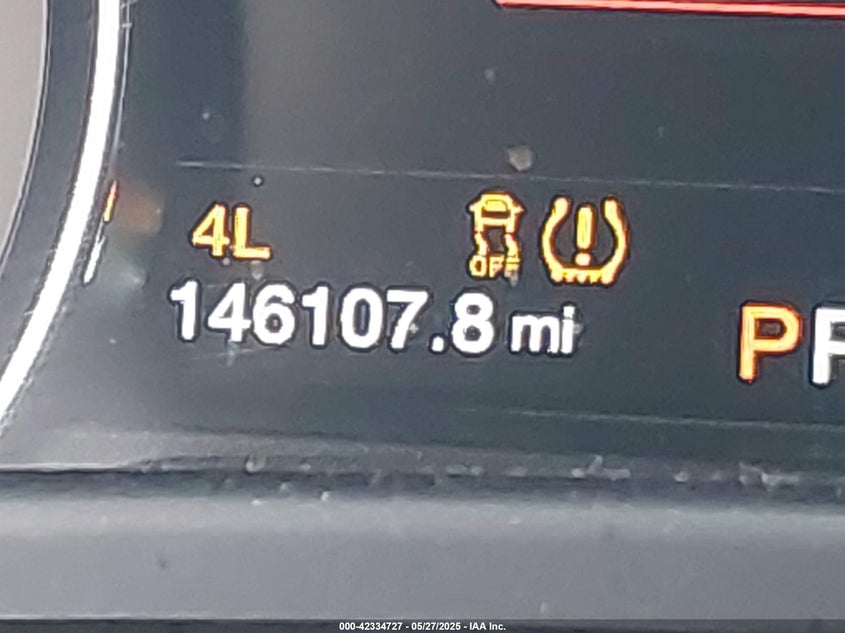 4L OFF
146107.8 mi
PR
000-42334727 - 05/27/2025 - IAA Inc.